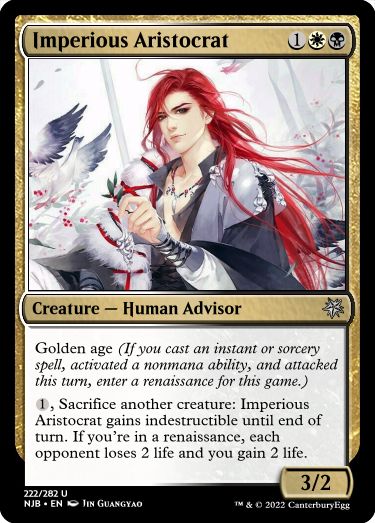 Imperious Aristocrat 1
Creature — Human Advisor
Golden age (If you cast an instant or sorcery
spell, activated a nonmana ability, and attacked
this turn, enter a renaissance for this game.)
1, Sacrifice another creature: Imperious
Aristocrat gains indestructible until end of
turn. If you're in a renaissance, each
opponent loses 2 life and you gain 2 life.
3/2
222/282 U
NJB • EN Jin Guangyao
™ & © 2022 CanterburyEgg